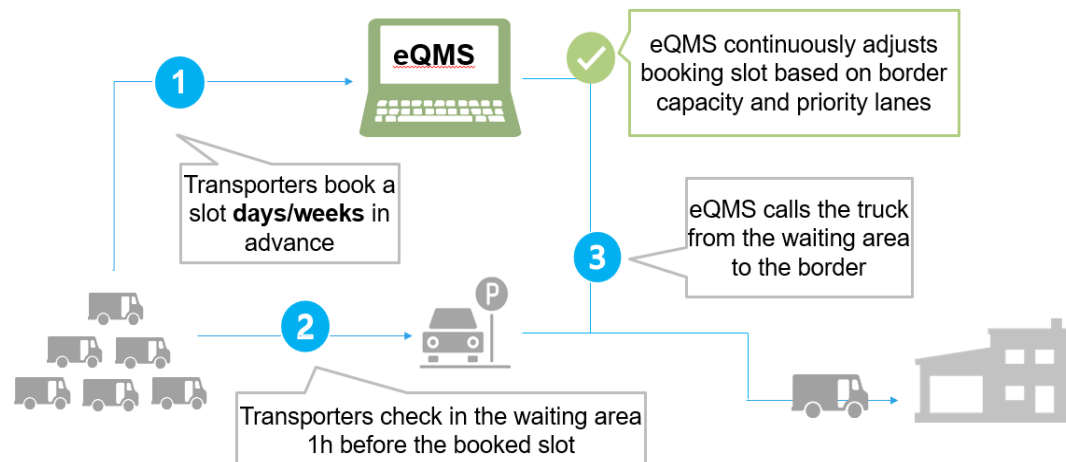 1
eQMS
eQMS continuously adjusts
booking slot based on border
capacity and priority lanes
Transporters book a
slot days/weeks in
advance
eQMS calls the truck
from the waiting area
to the border
3
P
2
Transporters check in the waiting area
1h before the booked slot